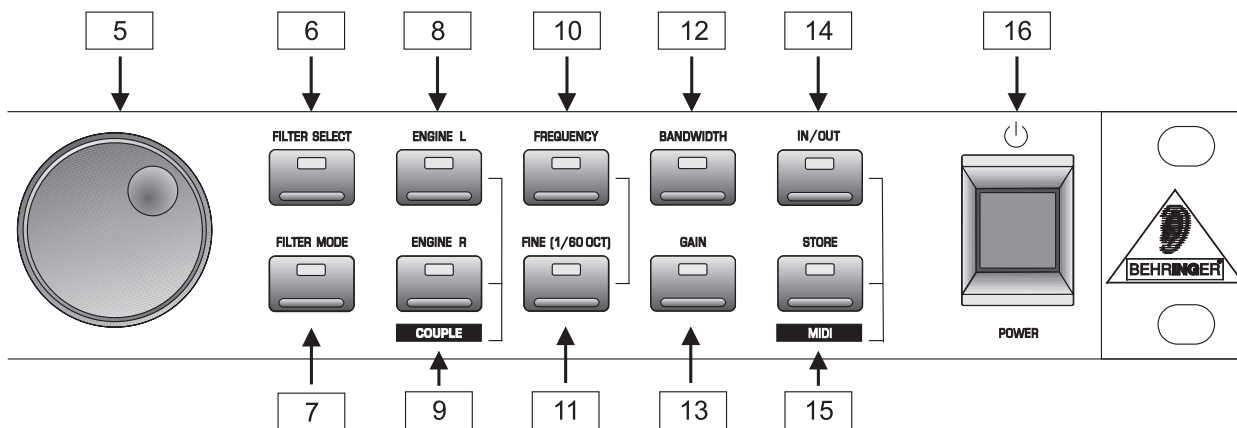 5 6 8 10 12 14 16
FILTER SELECT ENGINE L FREQUENCY BANDWIDTH IN/OUT
FILTER MODE ENGINE R FINE (1/60 OCT) GAIN STORE
BEHRINGER
COUPLE MIDI POWER
7 9 11 13 15